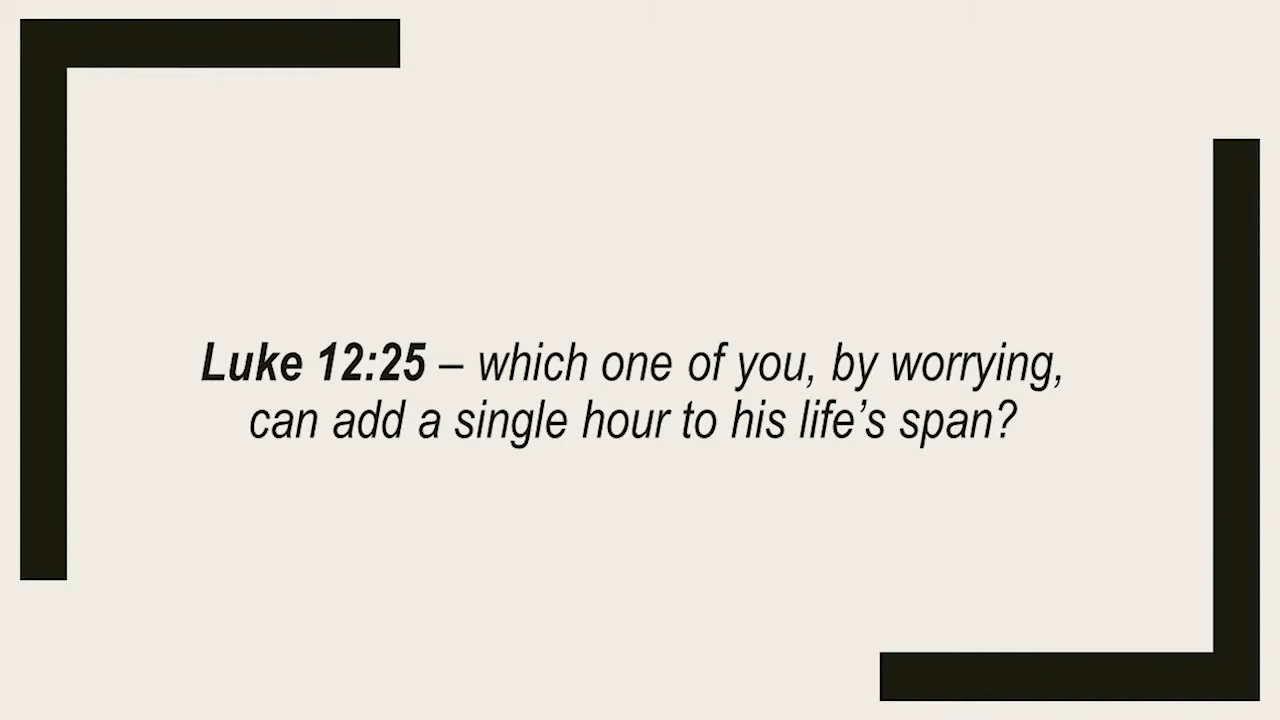 Luke 12:25 – which one of you, by worrying,
can add a single hour to his life’s span?